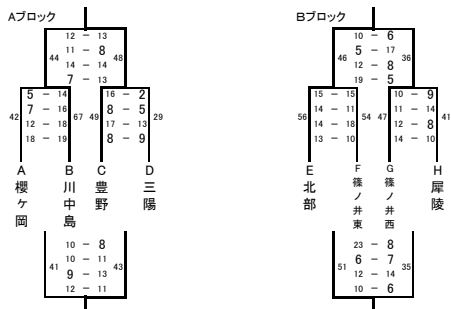 Aブロック
12 － 13
11 － 8
14 － 14
7 － 13
44
48
5 － 14
7 － 16
12 － 18
18 － 19
42
67
16 － 2
8 － 5
17 － 13
8 － 9
49
29
A 櫻ヶ岡
B 川中島
C 豊野
D 三陽
10 － 8
10 － 11
9 － 13
12 － 11
41
43
Bブロック
10 － 6
5 － 17
12 － 8
19 － 5
46
36
15 － 15
14 － 11
14 － 18
13 － 10
56
54
10 － 9
11 － 14
12 － 8
14 － 10
47
41
E 北部
F 篠ノ井東
G 篠ノ井西
H 犀陵
23 － 8
6 － 7
12 － 14
10 － 6
51
35